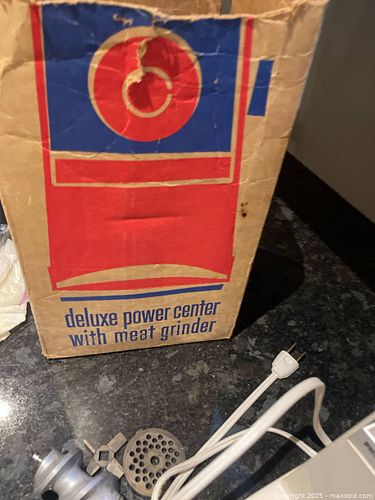 deluxe power center
with meat grinder
Copyright 2025 - maxsold.com